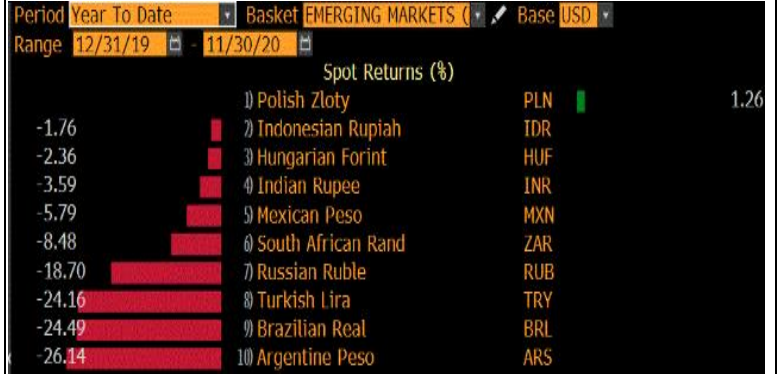 Period Year To Date Basket EMERGING MARKETS ( Base USD
Range 12/31/19 - 11/30/20
Spot Returns (%)
1) Polish Zloty PLN 1.26
-1.76 2) Indonesian Rupiah IDR
-2.36 3) Hungarian Forint HUF
-3.59 4) Indian Rupee INR
-5.79 5) Mexican Peso MXN
-8.48 6) South African Rand ZAR
-18.70 7) Russian Ruble RUB
-24.16 8) Turkish Lira TRY
-24.49 9) Brazilian Real BRL
-26.14 10) Argentine Peso ARS